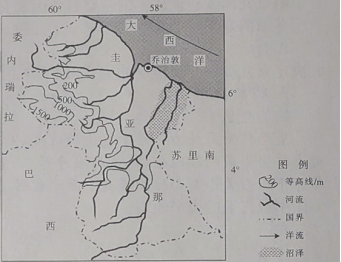 60° 58°
大
西
洋
委
内
瑞
拉
圭
亚
那
乔治敦
200
500
1000
1500
6°
4°
苏里南
巴
西
图 例
等高线/m
河流
国界
洋流
沼泽